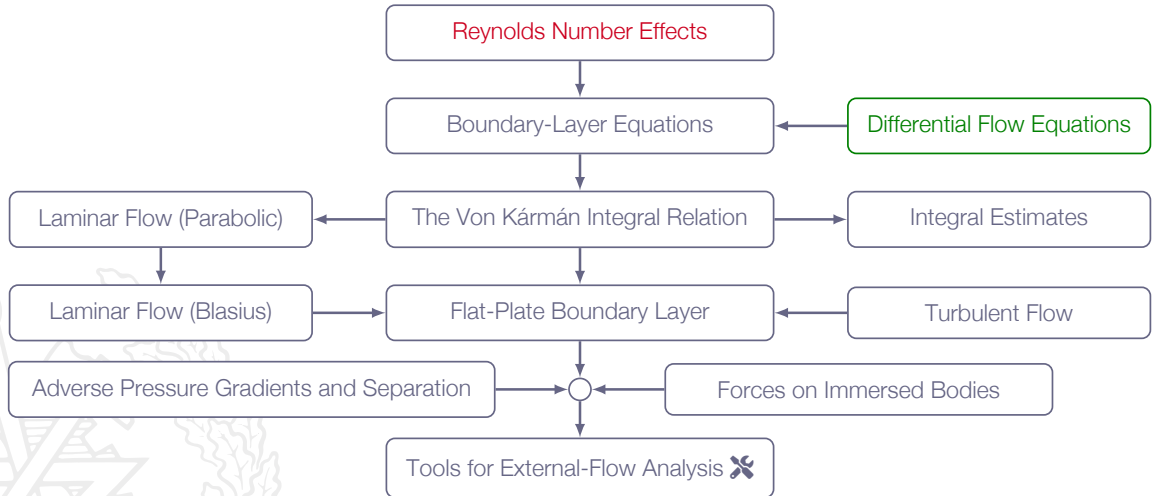 Reynolds Number Effects
Boundary-Layer Equations
Differential Flow Equations
Laminar Flow (Parabolic)
The Von Kármán Integral Relation
Integral Estimates
Laminar Flow (Blasius)
Flat-Plate Boundary Layer
Turbulent Flow
Adverse Pressure Gradients and Separation
Forces on Immersed Bodies
Tools for External-Flow Analysis